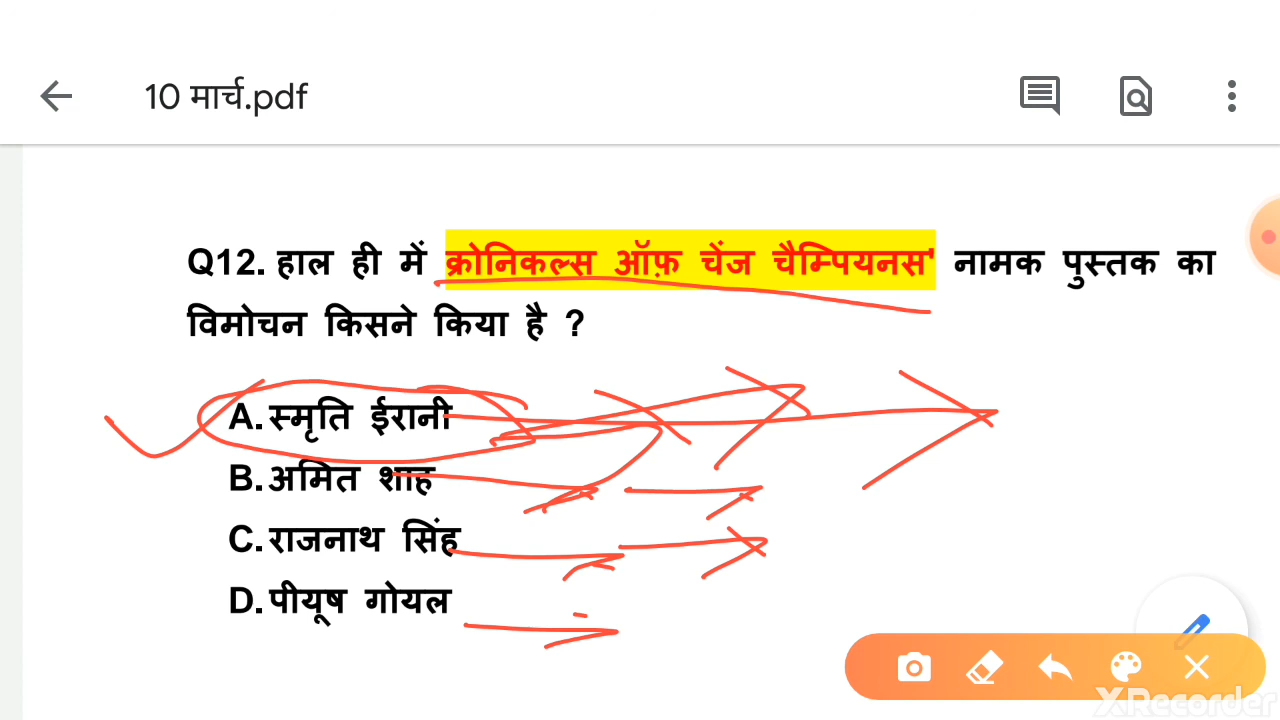 10 मार्च.pdf
Q12. हाल ही में क्रोनिकल्स ऑफ़ चेंज चैम्पियनस' नामक पुस्तक का
विमोचन किसने किया है ?
A. स्मृति ईरानी
B. अमित शाह
C. राजनाथ सिंह
D. पीयूष गोयल
XRecorder